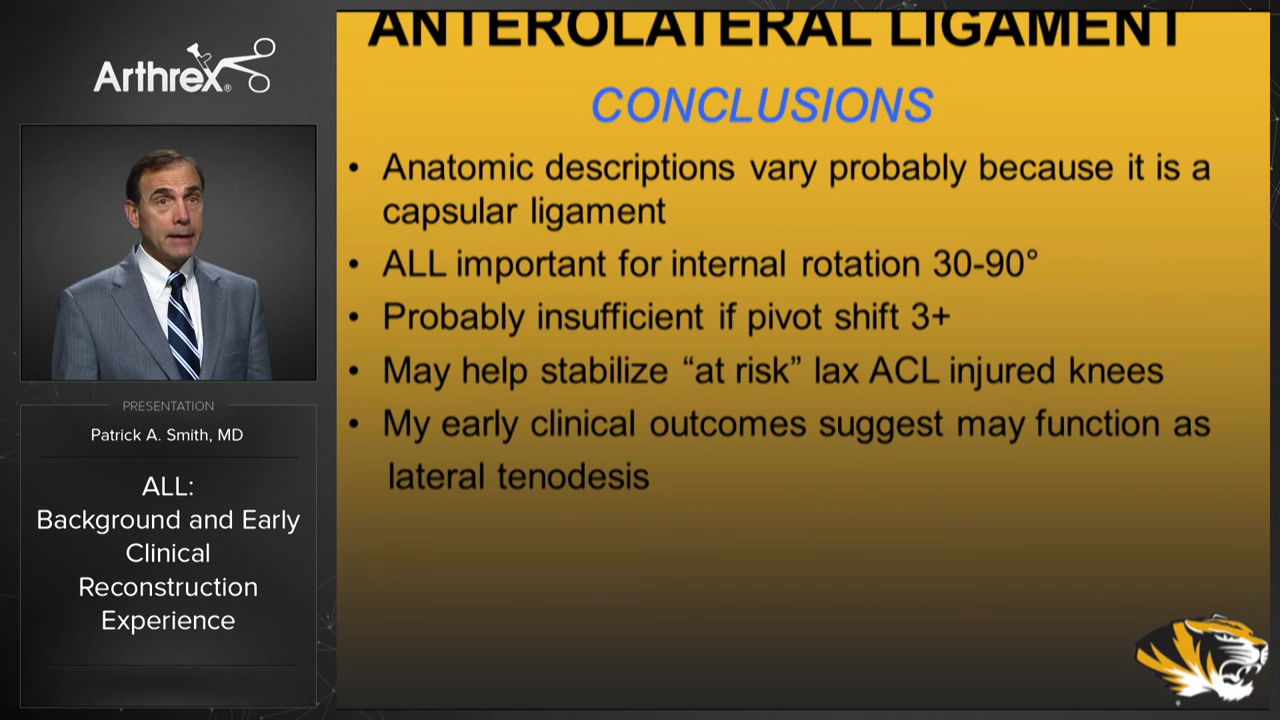 Arthrex®
PRESENTATION
Patrick A. Smith, MD
ALL:
Background and Early
Clinical
Reconstruction
Experience
ANTEROLATERAL LIGAMENT
CONCLUSIONS
• Anatomic descriptions vary probably because it is a
capsular ligament
• ALL important for internal rotation 30-90°
• Probably insufficient if pivot shift 3+
• May help stabilize “at risk” lax ACL injured knees
• My early clinical outcomes suggest may function as
lateral tenodesis